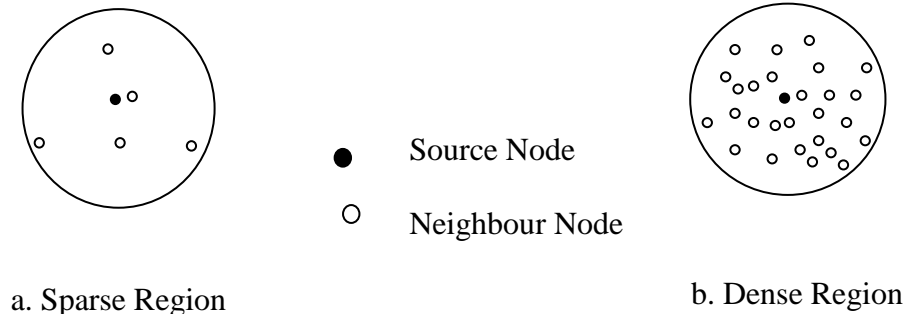 Source Node
Neighbour Node
a. Sparse Region
b. Dense Region